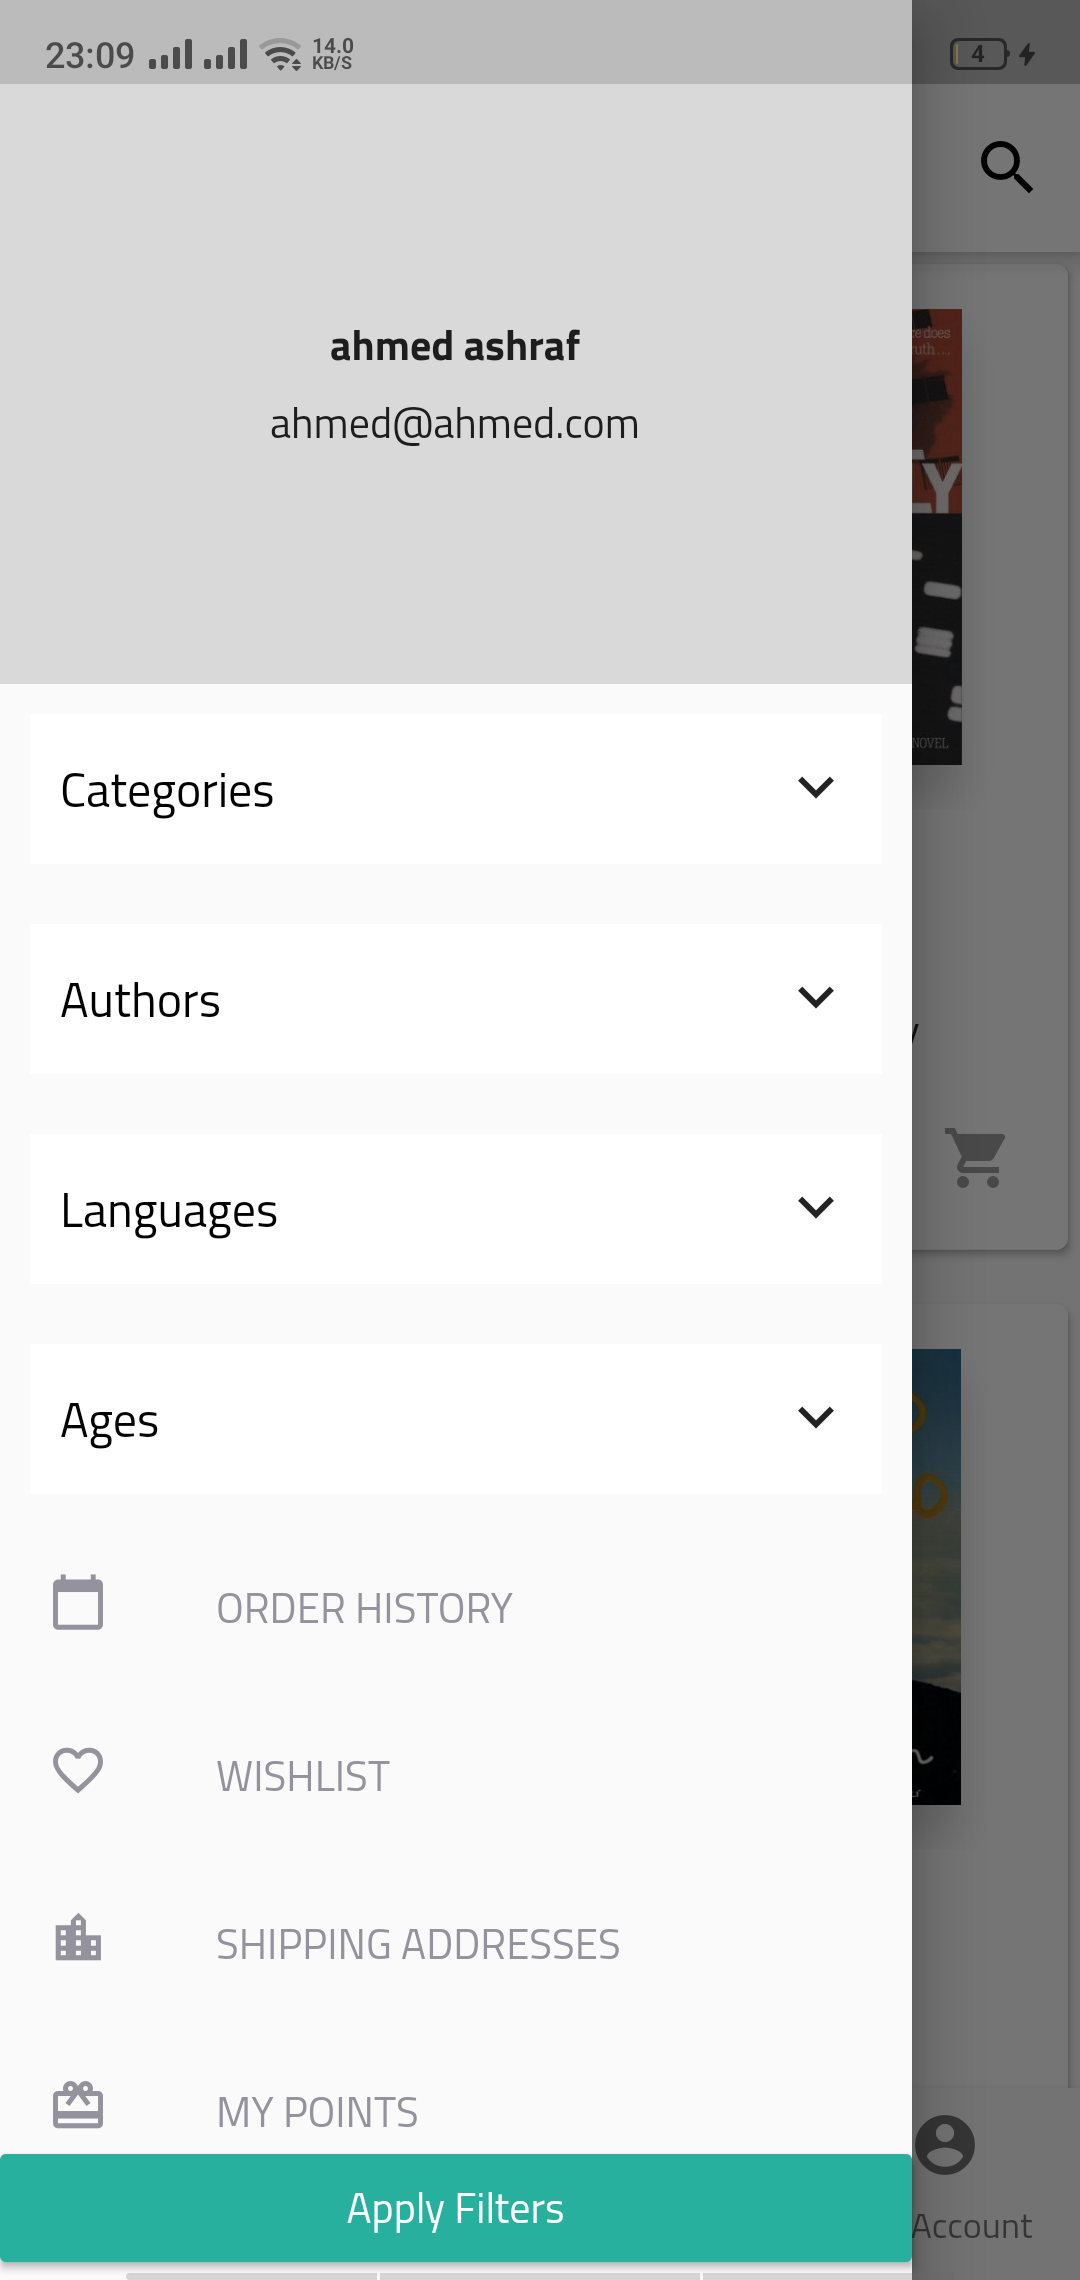 23:09
14.0
KB/S
4
ahmed ashraf
ahmed@ahmed.com
NOVEL
Categories
Authors
Languages
Ages
ORDER HISTORY
WISHLIST
SHIPPING ADDRESSES
MY POINTS
Apply Filters
Account